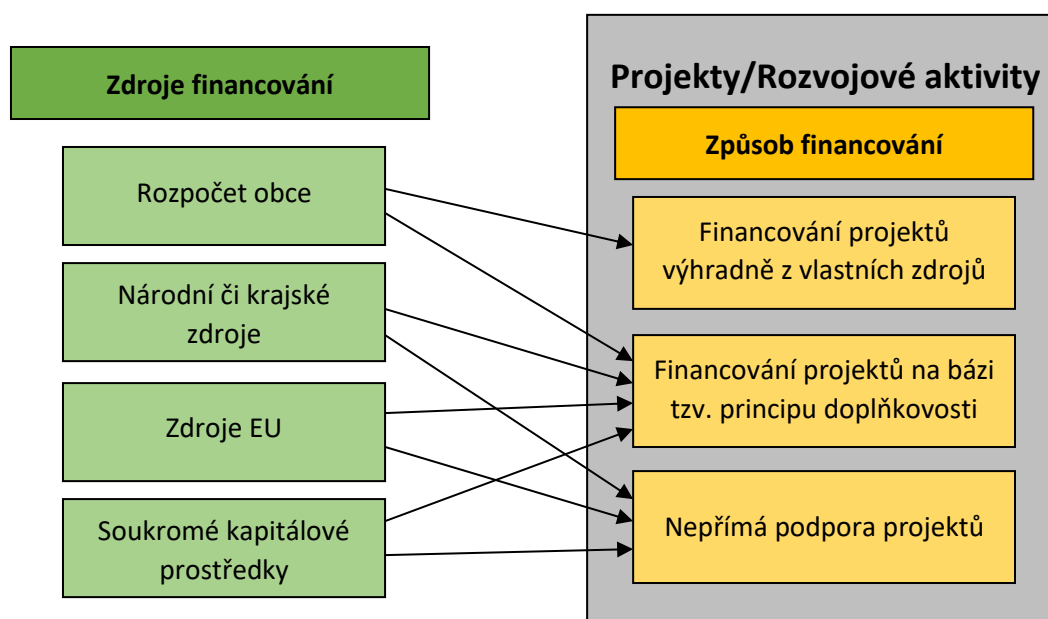 Zdroje financování
Rozpočet obce
Národní či krajské
zdroje
Zdroje EU
Soukromé kapitálové
prostředky
Projekty/Rozvojové aktivity
Způsob financování
Financování projektů
výhradně z vlastních zdrojů
Financování projektů na bázi
tzv. principu doplňkovosti
Nepřímá podpora projektů